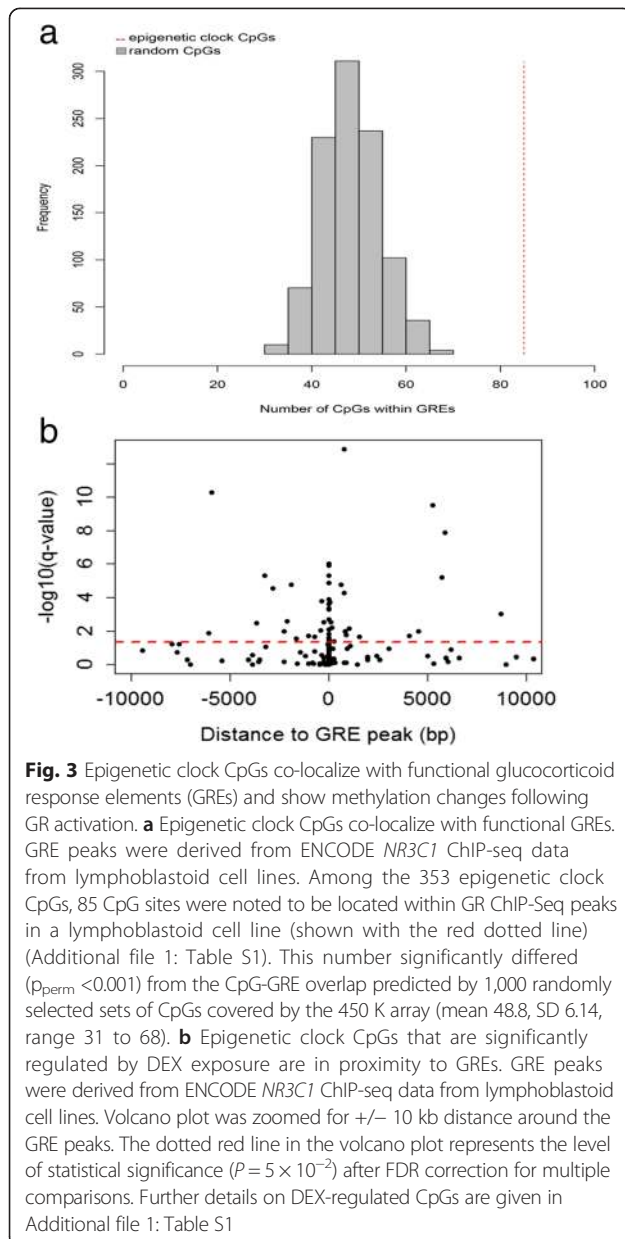 a
epigenetic clock CpGs
random CpGs
Frequency
300
250
200
150
100
50
0
0 20 40 60 80 100
Number of CpGs within GREs
b
-log10(q-value)
10
8
6
4
2
0
-10000 -5000 0 5000 10000
Distance to GRE peak (bp)
Fig. 3 Epigenetic clock CpGs co-localize with functional glucocorticoid
response elements (GREs) and show methylation changes following
GR activation. a Epigenetic clock CpGs co-localize with functional GREs.
GRE peaks were derived from ENCODE NR3C1 ChIP-seq data
from lymphoblastoid cell lines. Among the 353 epigenetic clock
CpGs, 85 CpG sites were noted to be located within GR ChIP-Seq peaks
in a lymphoblastoid cell line (shown with the red dotted line)
(Additional file 1: Table S1). This number significantly differed
(pperm <0.001) from the CpG-GRE overlap predicted by 1,000 randomly
selected sets of CpGs covered by the 450 K array (mean 48.8, SD 6.14,
range 31 to 68). b Epigenetic clock CpGs that are significantly
regulated by DEX exposure are in proximity to GREs. GRE peaks
were derived from ENCODE NR3C1 ChIP-seq data from lymphoblastoid
cell lines. Volcano plot was zoomed for +/− 10 kb distance around the
GRE peaks. The dotted red line in the volcano plot represents the level
of statistical significance (P = 5 × 10⁻²) after FDR correction for multiple
comparisons. Further details on DEX-regulated CpGs are given in
Additional file 1: Table S1